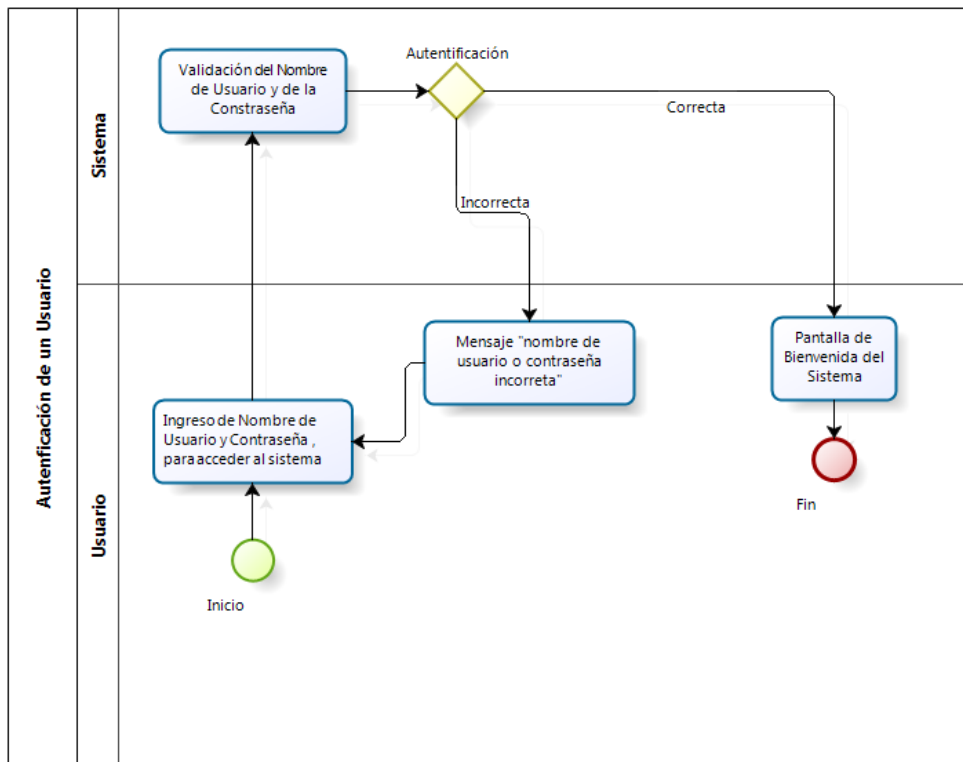 Autenficación de un Usuario
Sistema
Validación del Nombre
de Usuario y de la
Constraseña
Autentificación
Correcta
Incorrecta
Usuario
Mensaje "nombre de
usuario o contraseña
incorreta"
Pantalla de
Bienvenida del
Sistema
Ingreso de Nombre de
Usuario y Contraseña ,
para acceder al sistema
Fin
Inicio